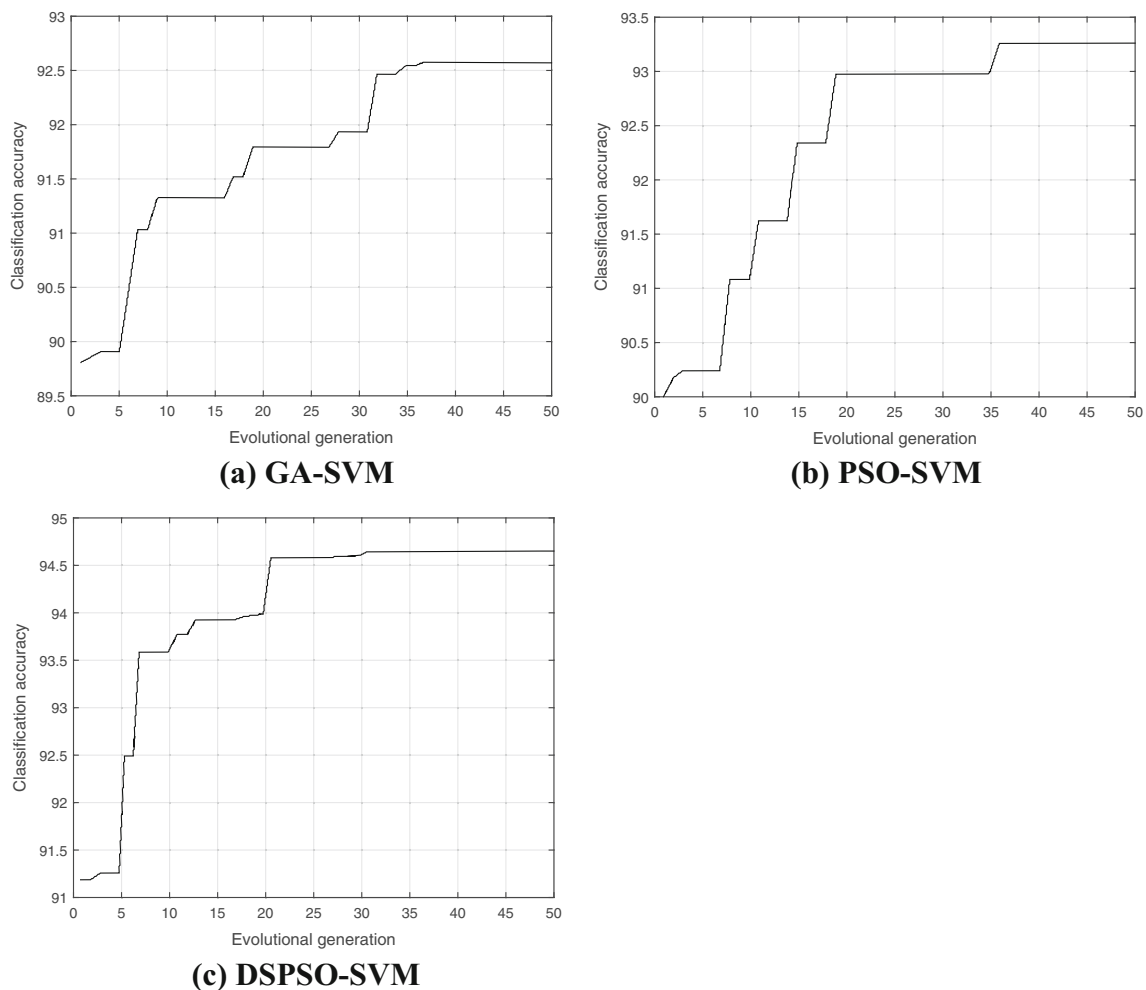 93
92.5
92
91.5
91
90.5
90
89.5
0 5 10 15 20 25 30 35 40 45 50
Classification accuracy
Evolutional generation
(a) GA-SVM
93.5
93
92.5
92
91.5
91
90.5
90
0 5 10 15 20 25 30 35 40 45 50
Classification accuracy
Evolutional generation
(b) PSO-SVM
95
94.5
94
93.5
93
92.5
92
91.5
91
0 5 10 15 20 25 30 35 40 45 50
Classification accuracy
Evolutional generation
(c) DSPSO-SVM